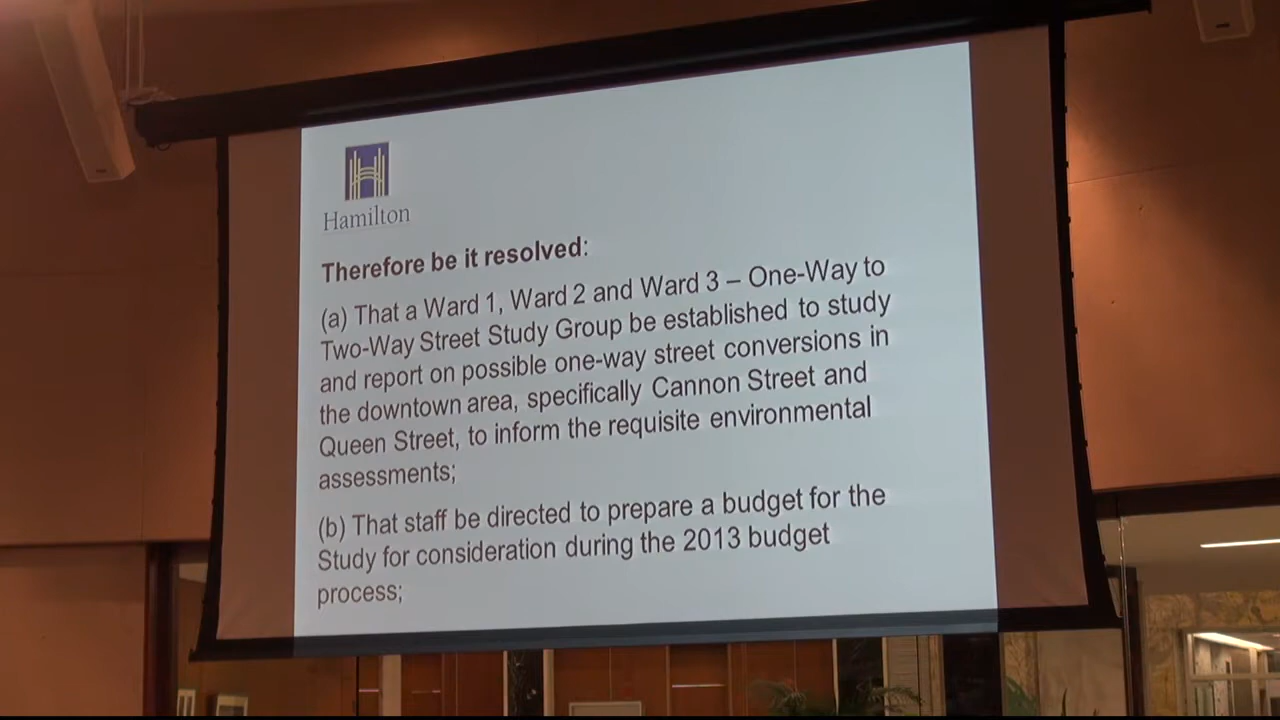 Hamilton
Therefore be it resolved:
(a) That a Ward 1, Ward 2 and Ward 3 – One-Way to
Two-Way Street Study Group be established to study
and report on possible one-way street conversions in
the downtown area, specifically Cannon Street and
Queen Street, to inform the requisite environmental
assessments;
(b) That staff be directed to prepare a budget for the
Study for consideration during the 2013 budget
process;